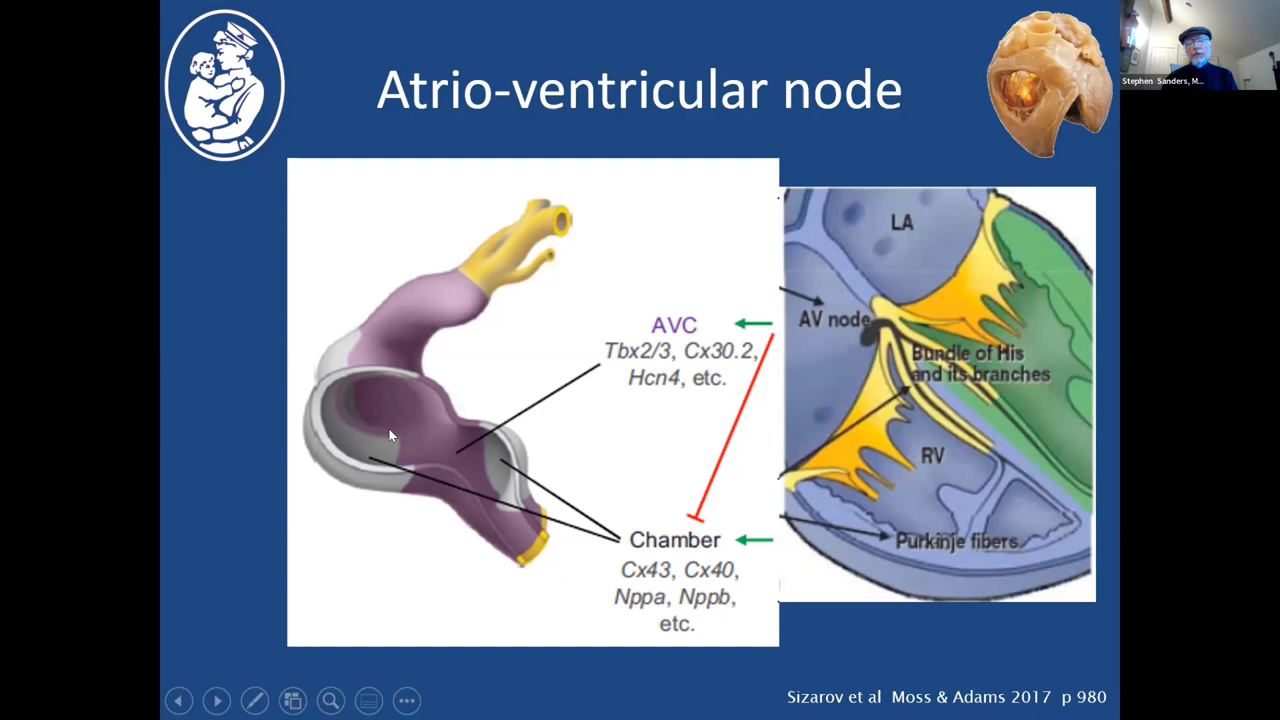 Atrio-ventricular node
Stephen Sanders, M...
AVC
Tbx2/3, Cx30.2,
Hcn4, etc.
Chamber
Cx43, Cx40,
Nppa, Nppb,
etc.
LA
AV node
Bundle of His
and its branches
RV
Purkinje fibers
Sizarov et al Moss & Adams 2017 p 980